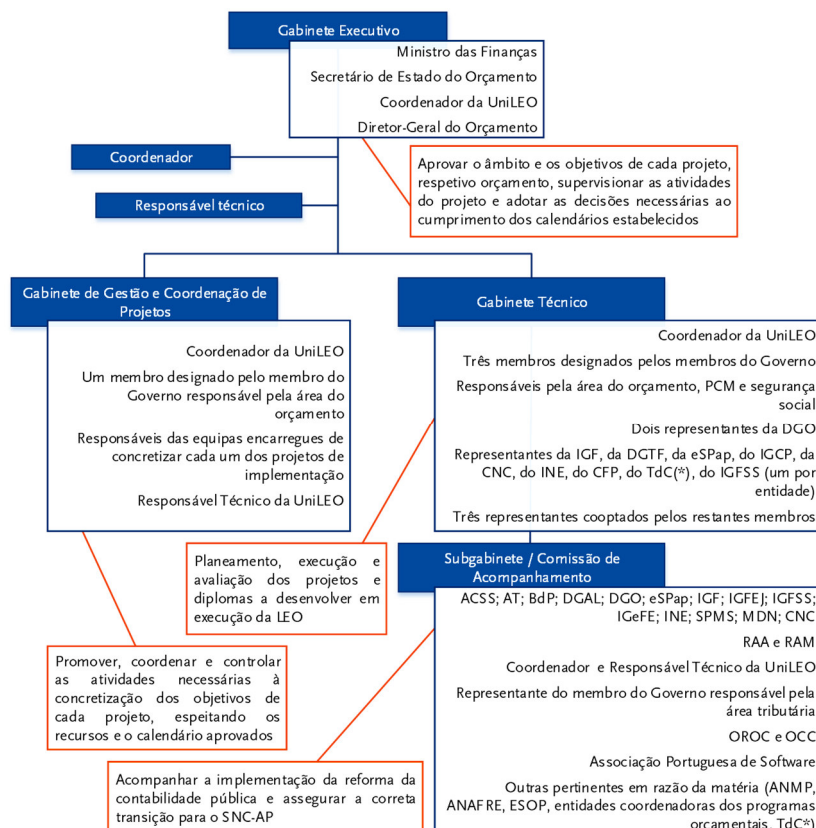 Gabinete Executivo
Ministro das Finanças
Secretário de Estado do Orçamento
Coordenador da UniLEO
Diretor-Geral do Orçamento
Coordenador
Responsável técnico
Aprovar o âmbito e os objetivos de cada projeto,
respetivo orçamento, supervisionar as atividades
do projeto e adotar as decisões necessárias ao
cumprimento dos calendários estabelecidos
Gabinete de Gestão e Coordenação de
Projetos
Coordenador da UniLEO
Um membro designado pelo membro do
Governo responsável pela área do
orçamento
Responsáveis das equipas encarregues de
concretizar cada um dos projetos de
implementação
Responsável Técnico da UniLEO
Gabinete Técnico
Coordenador da UniLEO
Três membros designados pelos membros do Governo
Responsáveis pela área do orçamento, PCM e segurança
social
Dois representantes da DGO
Representantes da IGF, da DGTF, da eSPap, do IGCP, da
CNC, do INE, do CFP, do TdC(*), do IGFSS (um por
entidade)
Três representantes cooptados pelos restantes membros
Planeamento, execução e
avaliação dos projetos e
diplomas a desenvolver em
execução da LEO
Subgabinete / Comissão de
Acompanhamento
ACSS; AT; BdP; DGAL; DGO; eSPap; IGF; IGFEJ; IGFSS;
IGeFE; INE; SPMS; MDN; CNC
RAA e RAM
Coordenador e Responsável Técnico da UniLEO
Representante do membro do Governo responsável pela
área tributária
OROC e OCC
Associação Portuguesa de Software
Outras pertinentes em razão da matéria (ANMP,
ANAFRE, ESOP, entidades coordenadoras dos programas
orçamentais, TdC*)
Promover, coordenar e controlar
as atividades necessárias à
concretização dos objetivos de
cada projeto, espeitando os
recursos e o calendário aprovados
Acompanhar a implementação da reforma da
contabilidade pública e assegurar a correta
transição para o SNC-AP